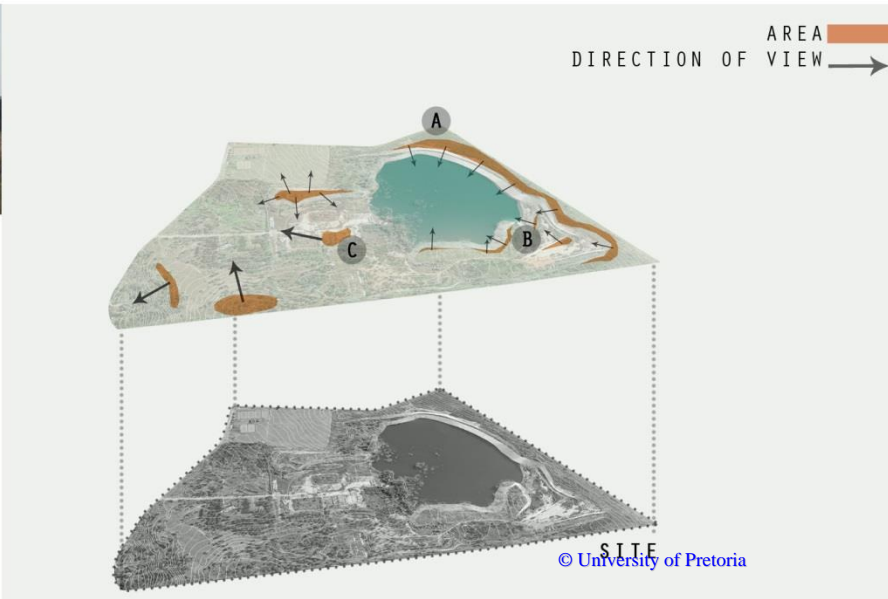 AREA
DIRECTION OF VIEW
A
B
C
SITE
© University of Pretoria